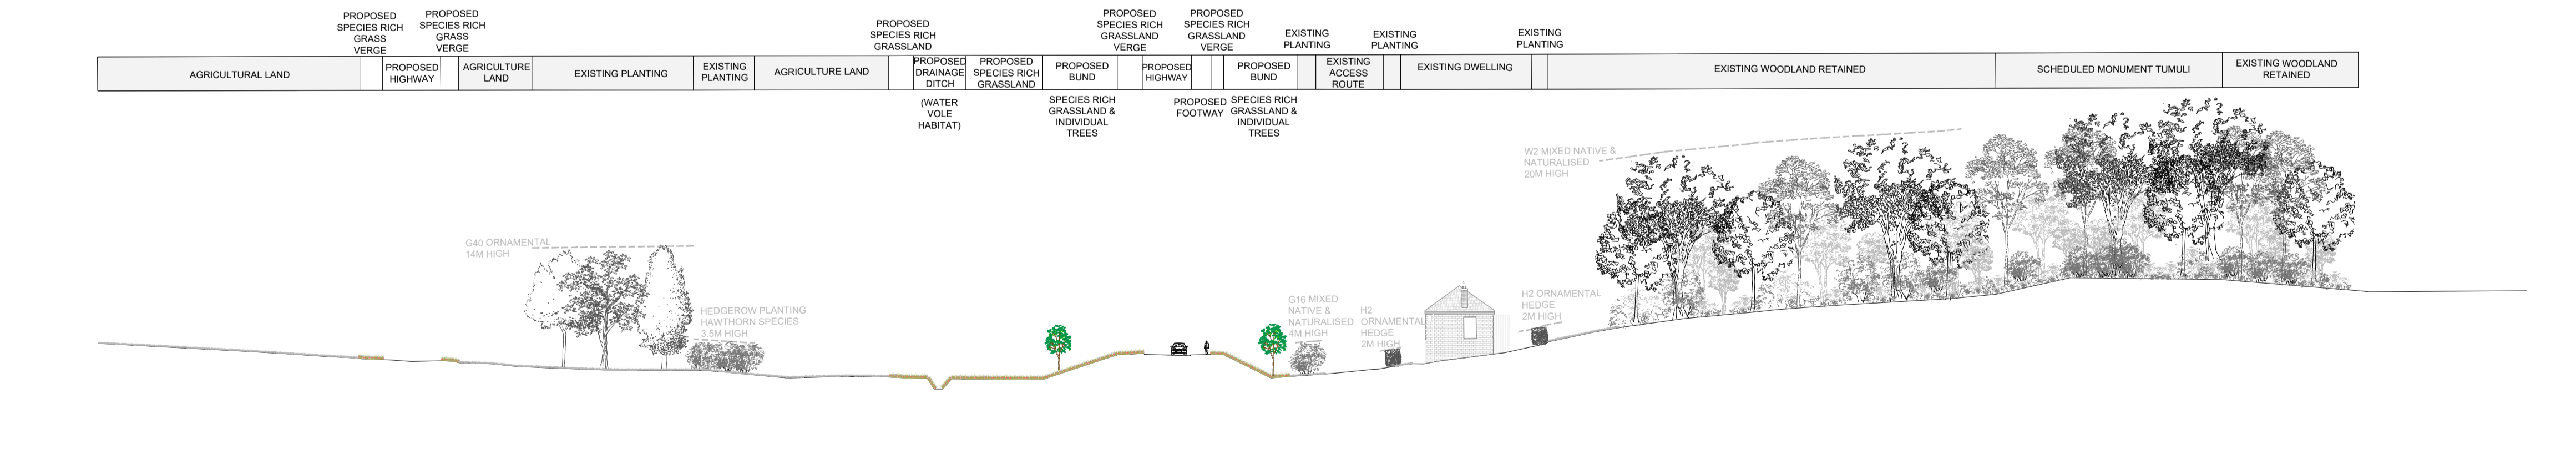 PROPOSED
SPECIES RICH
GRASS
VERGE
PROPOSED
SPECIES RICH
GRASS
VERGE
PROPOSED
SPECIES RICH
GRASSLAND
PROPOSED
SPECIES RICH
GRASSLAND
VERGE
PROPOSED
SPECIES RICH
GRASSLAND
VERGE
EXISTING
PLANTING
EXISTING
PLANTING
EXISTING
PLANTING
AGRICULTURAL LAND
PROPOSED
HIGHWAY
AGRICULTURE
LAND
EXISTING PLANTING
EXISTING
PLANTING
AGRICULTURE LAND
PROPOSED
DRAINAGE
DITCH
PROPOSED
SPECIES RICH
GRASSLAND
PROPOSED
BUND
PROPOSED
HIGHWAY
PROPOSED
BUND
EXISTING
ACCESS
ROUTE
EXISTING DWELLING
EXISTING WOODLAND RETAINED
SCHEDULED MONUMENT TUMULI
EXISTING WOODLAND
RETAINED
(WATER
VOLE
HABITAT)
SPECIES RICH
GRASSLAND &
INDIVIDUAL
TREES
PROPOSED
FOOTWAY
SPECIES RICH
GRASSLAND &
INDIVIDUAL
TREES
W2 MIXED NATIVE &
NATURALISED
20M HIGH
G40 ORNAMENTAL
14M HIGH
HEDGEROW PLANTING
HAWTHORN SPECIES
3.5M HIGH
G16 MIXED
NATIVE &
NATURALISED
4M HIGH
H2
ORNAMENTAL
HEDGE
2M HIGH
H2 ORNAMENTAL
HEDGE
2M HIGH